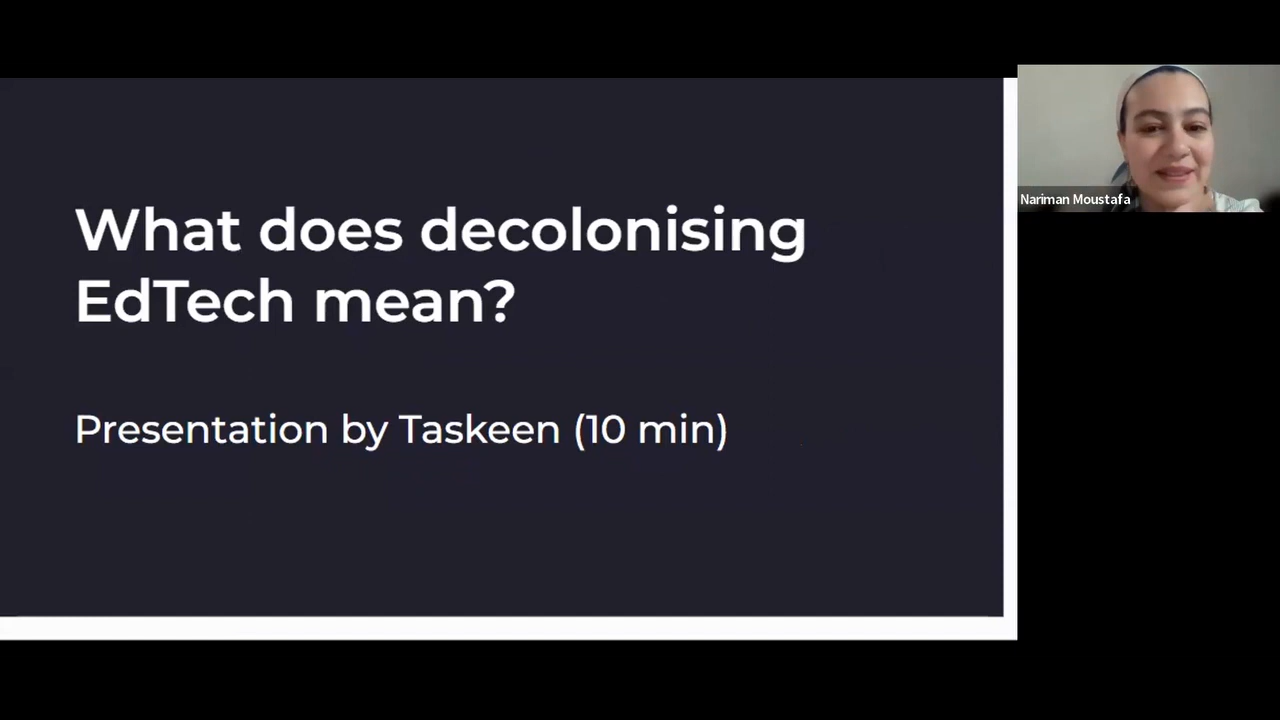 What does decolonising
EdTech mean?
Presentation by Taskeen (10 min)
Nariman Moustafa